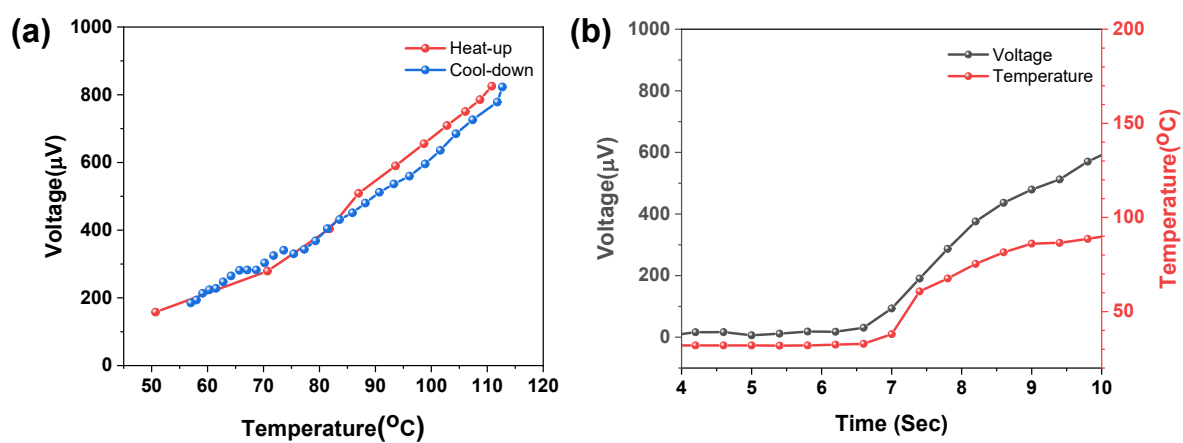 (a)
1000
800
600
400
200
0
Voltage(μV)
Heat-up
Cool-down
50 60 70 80 90 100 110 120
Temperature(°C)
(b)
1000
800
600
400
200
0
Voltage(μV)
Voltage
Temperature
200
150
100
50
Temperature(°C)
4 5 6 7 8 9 10
Time (Sec)